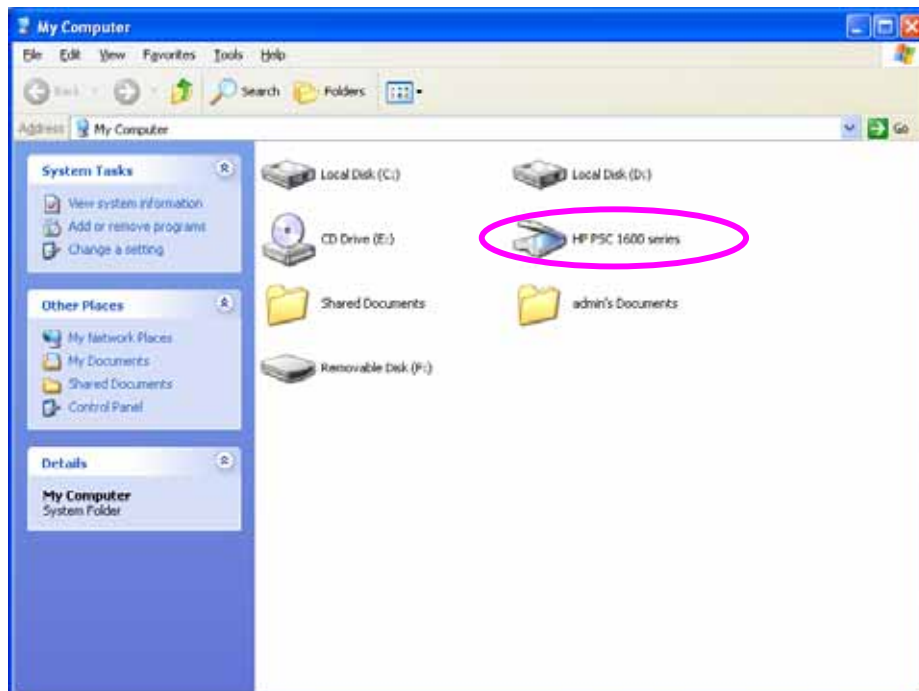 My Computer
File Edit View Favorites Tools Help
Back Search Folders
Address My Computer Go
System Tasks
View system information
Add or remove programs
Change a setting
Other Places
My Network Places
My Documents
Shared Documents
Control Panel
Details
My Computer
System Folder
Local Disk (C:) Local Disk (D:)
CD Drive (E:) HP PSC 1600 series
Shared Documents admin's Documents
Removable Disk (F:)